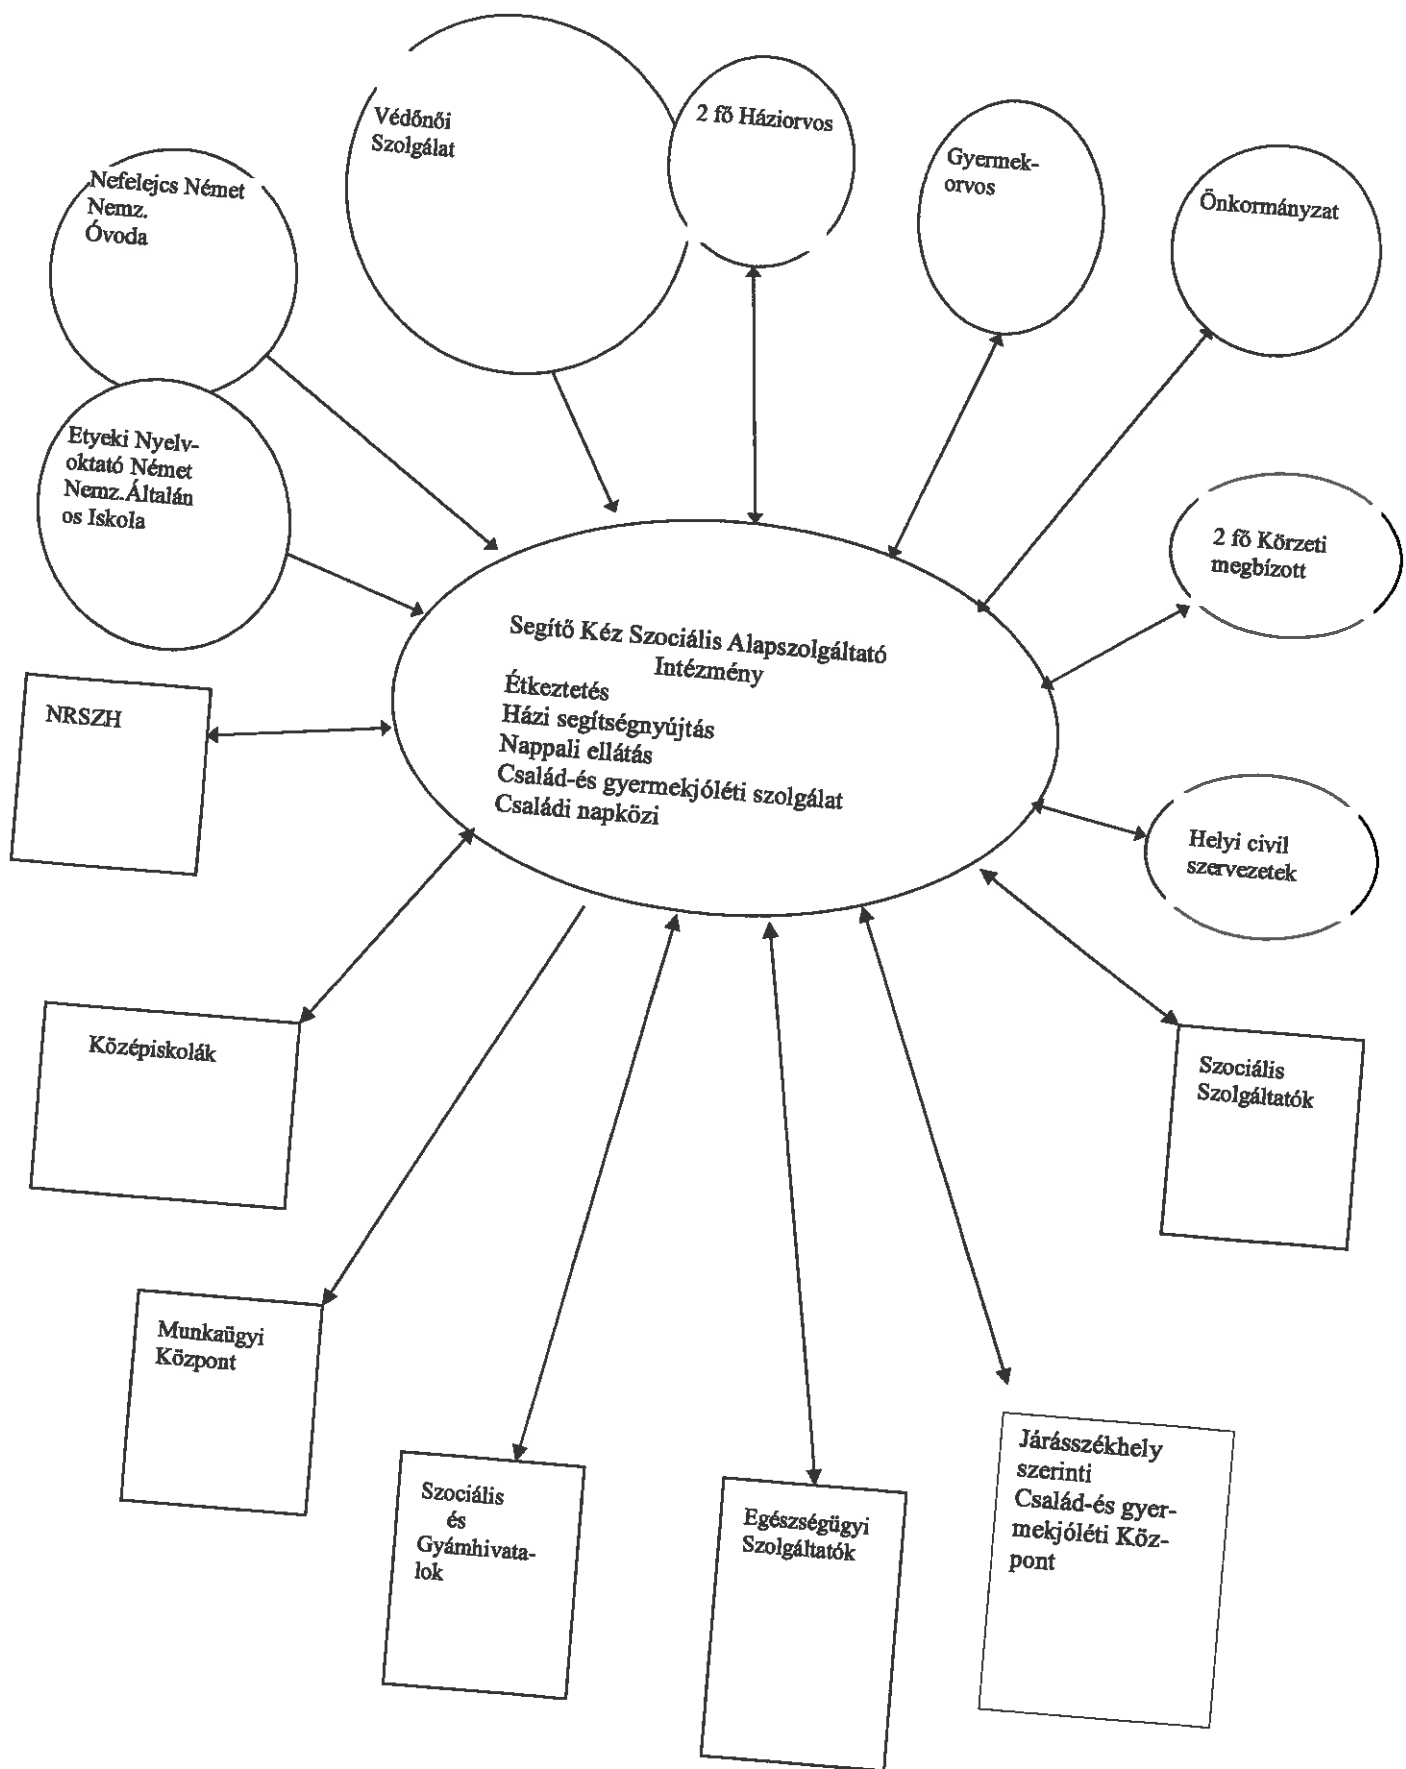 Védőnői
Szolgálat
2 fő Háziorvos
Gyermek-
orvos
Önkormányzat
Nefelejcs Német
Nemz.
Óvoda
Etyeki Nyelv-
oktató Német
Nemz.Általán
os Iskola
2 fő Körzeti
megbízott
Segítő Kéz Szociális Alapszolgáltató
Intézmény
Étkeztetés
Házi segítségnyújtás
Nappali ellátás
Család-és gyermekjóléti szolgálat
Családi napközi
NRSZH
Helyi civil
szervezetek
Középiskolák
Szociális
Szolgáltatók
Munkaügyi
Központ
Szociális
és
Gyámhivata-
lok
Egészségügyi
Szolgáltatók
Járásszékhely
szerinti
Család-és gyer-
mekjóléti Köz-
pont